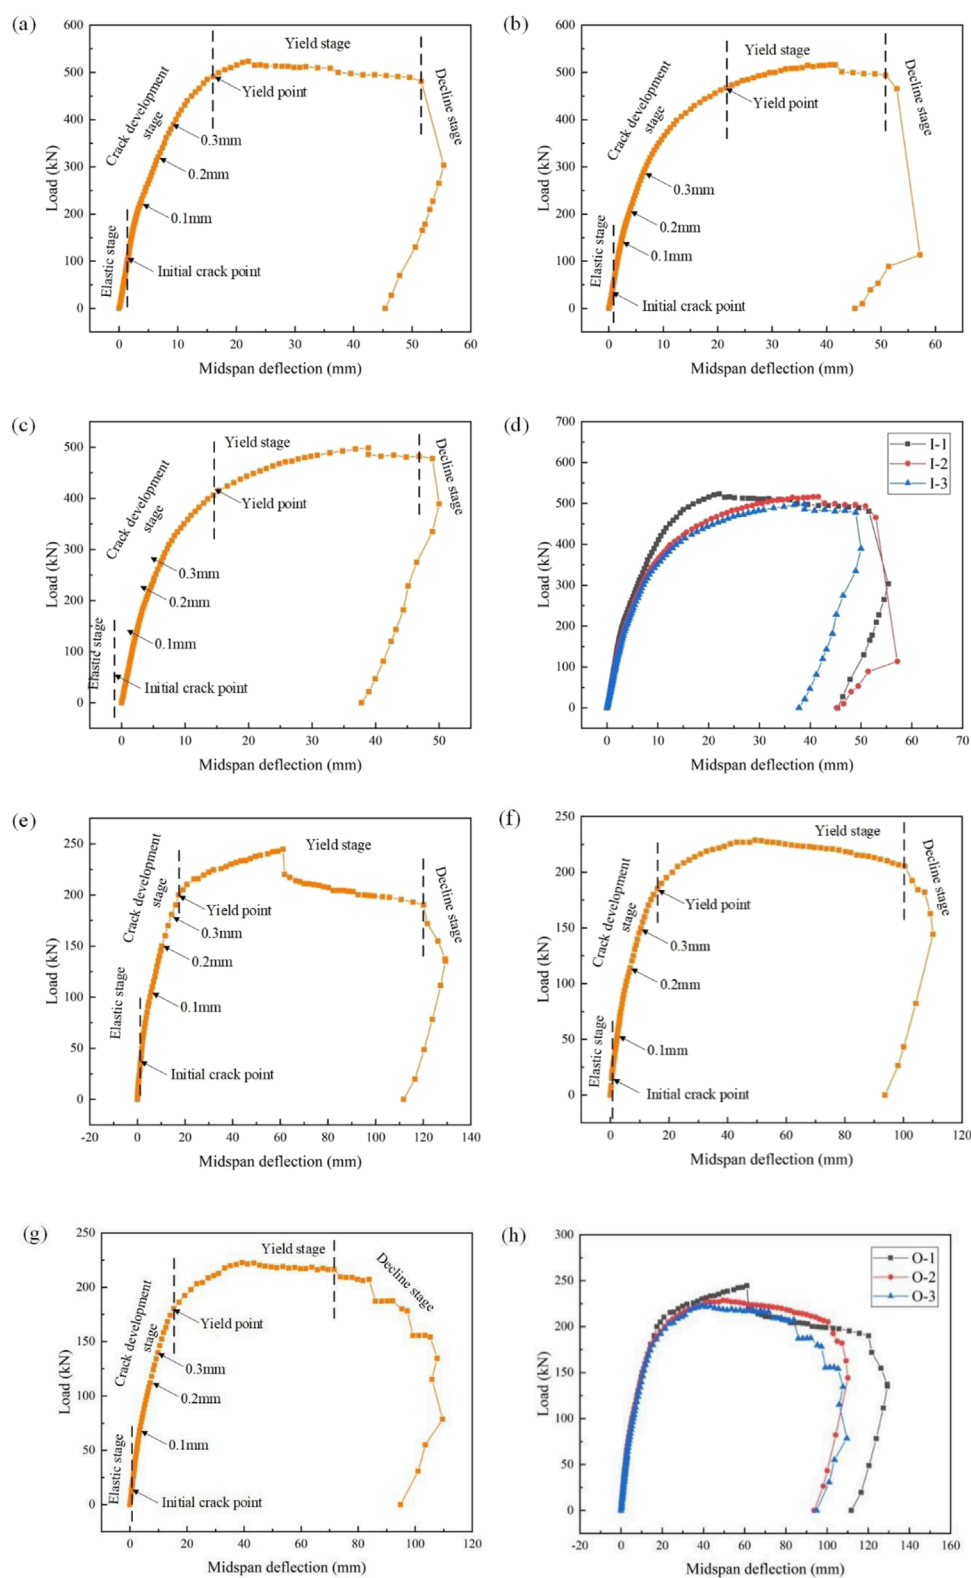 (a)
600
500
400
300
200
100
0
Load (kN)
Elastic stage
Crack development
stage
Yield stage
Decline stage
Yield point
0.3mm
0.2mm
0.1mm
Initial crack point
0
10
20
30
40
50
60
Midspan deflection (mm)
(b)
600
500
400
300
200
100
0
Load (kN)
Elastic stage
Crack development
stage
Yield stage
Decline stage
Yield point
0.3mm
0.2mm
0.1mm
Initial crack point
0
10
20
30
40
50
60
Midspan deflection (mm)
(c)
500
400
300
200
100
0
Load (kN)
Elastic stage
Crack development
stage
Yield stage
Decline stage
Yield point
0.3mm
0.2mm
0.1mm
Initial crack point
0
10
20
30
40
50
Midspan deflection (mm)
(d)
700
600
500
400
300
200
100
0
Load (kN)
I-1
I-2
I-3
0
10
20
30
40
50
60
70
Midspan deflection (mm)
(e)
250
200
150
100
50
0
Load (kN)
Elastic stage
Crack development
stage
Yield stage
Decline stage
Yield point
0.3mm
0.2mm
0.1mm
Initial crack point
-20
0
20
40
60
80
100
120
140
Midspan deflection (mm)
(f)
250
200
150
100
50
0
Load (kN)
Elastic stage
Crack development
stage
Yield stage
Decline stage
Yield point
0.3mm
0.2mm
0.1mm
Initial crack point
0
20
40
60
80
100
120
Midspan deflection (mm)
(g)
250
200
150
100
50
0
Load (kN)
Elastic stage
Crack development
stage
Yield stage
Decline stage
Yield point
0.3mm
0.2mm
0.1mm
Initial crack point
0
20
40
60
80
100
120
Midspan deflection (mm)
(h)
300
250
200
150
100
50
0
Load (kN)
O-1
O-2
O-3
-20
0
20
40
60
80
100
120
140
160
Midspan deflection (mm)